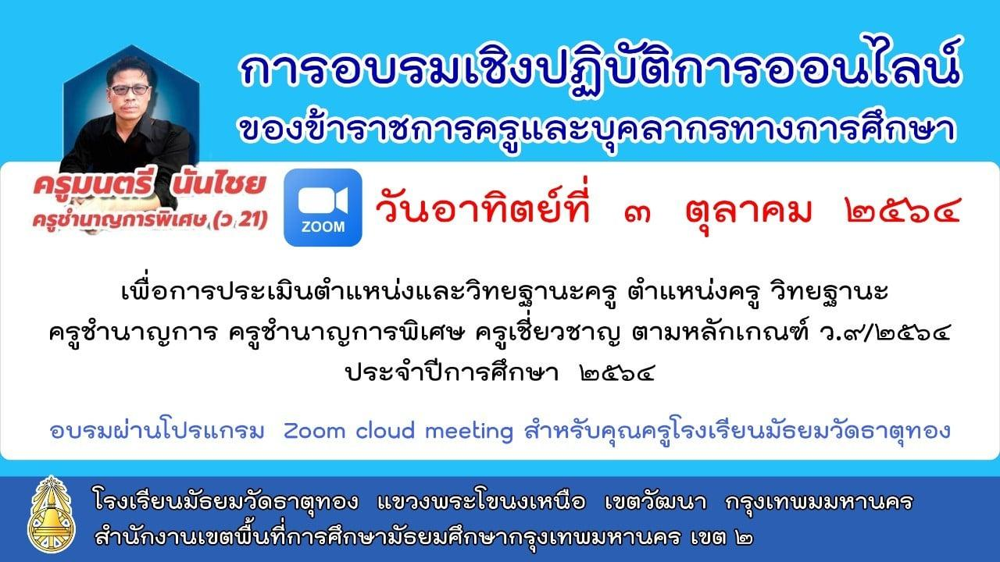 การอบรมเชิงปฏิบัติการออนไลน์
ของข้าราชการครูและบุคลากรทางการศึกษา
ครูมนตรี นันไชย
ครูชำนาญการพิเศษ (ว 21)
ZOOM
วันอาทิตย์ที่ ๓ ตุลาคม ๒๕๖๔
เพื่อการประเมินตำแหน่งและวิทยฐานะครู ตำแหน่งครู วิทยฐานะ
ครูชำนาญการ ครูชำนาญการพิเศษ ครูเชี่ยวชาญ ตามหลักเกณฑ์ ว.๙/๒๕๖๔
ประจำปีการศึกษา ๒๕๖๔
อบรมผ่านโปรแกรม Zoom cloud meeting สำหรับคุณครูโรงเรียนมัธยมวัดธาตุทอง
โรงเรียนมัธยมวัดธาตุทอง แขวงพระโขนงเหนือ เขตวัฒนา กรุงเทพมมหานคร
สำนักงานเขตพื้นที่การศึกษามัธยมศึกษากรุงเทพมหานคร เขต ๒